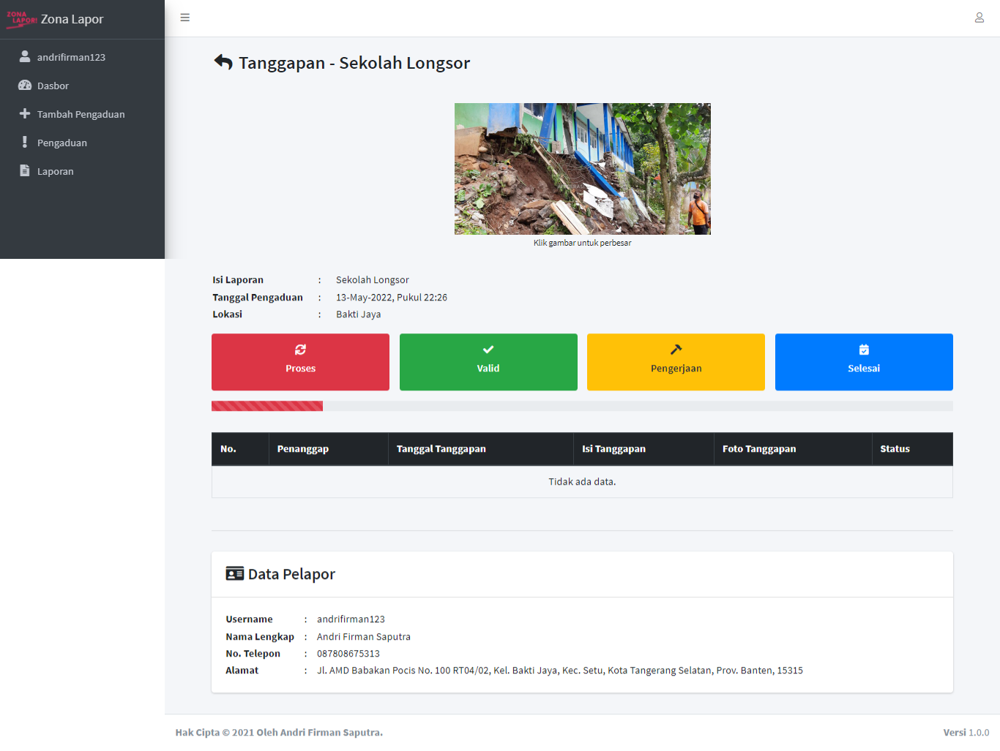 ZONA
LAPOR!
Zona Lapor
andrifirman123
Dasbor
Tambah Pengaduan
Pengaduan
Laporan
Tanggapan - Sekolah Longsor
Klik gambar untuk perbesar
Isi Laporan : Sekolah Longsor
Tanggal Pengaduan : 13-May-2022, Pukul 22:26
Lokasi : Bakti Jaya
Proses
Valid
Pengerjaan
Selesai
No. Penanggap Tanggal Tanggapan Isi Tanggapan Foto Tanggapan Status
Tidak ada data.
Data Pelapor
Username : andrifirman123
Nama Lengkap : Andri Firman Saputra
No. Telepon : 087808675313
Alamat : Jl. AMD Babakan Pocis No. 100 RT04/02, Kel. Bakti Jaya, Kec. Setu, Kota Tangerang Selatan, Prov. Banten, 15315
Hak Cipta © 2021 Oleh Andri Firman Saputra.
Versi 1.0.0